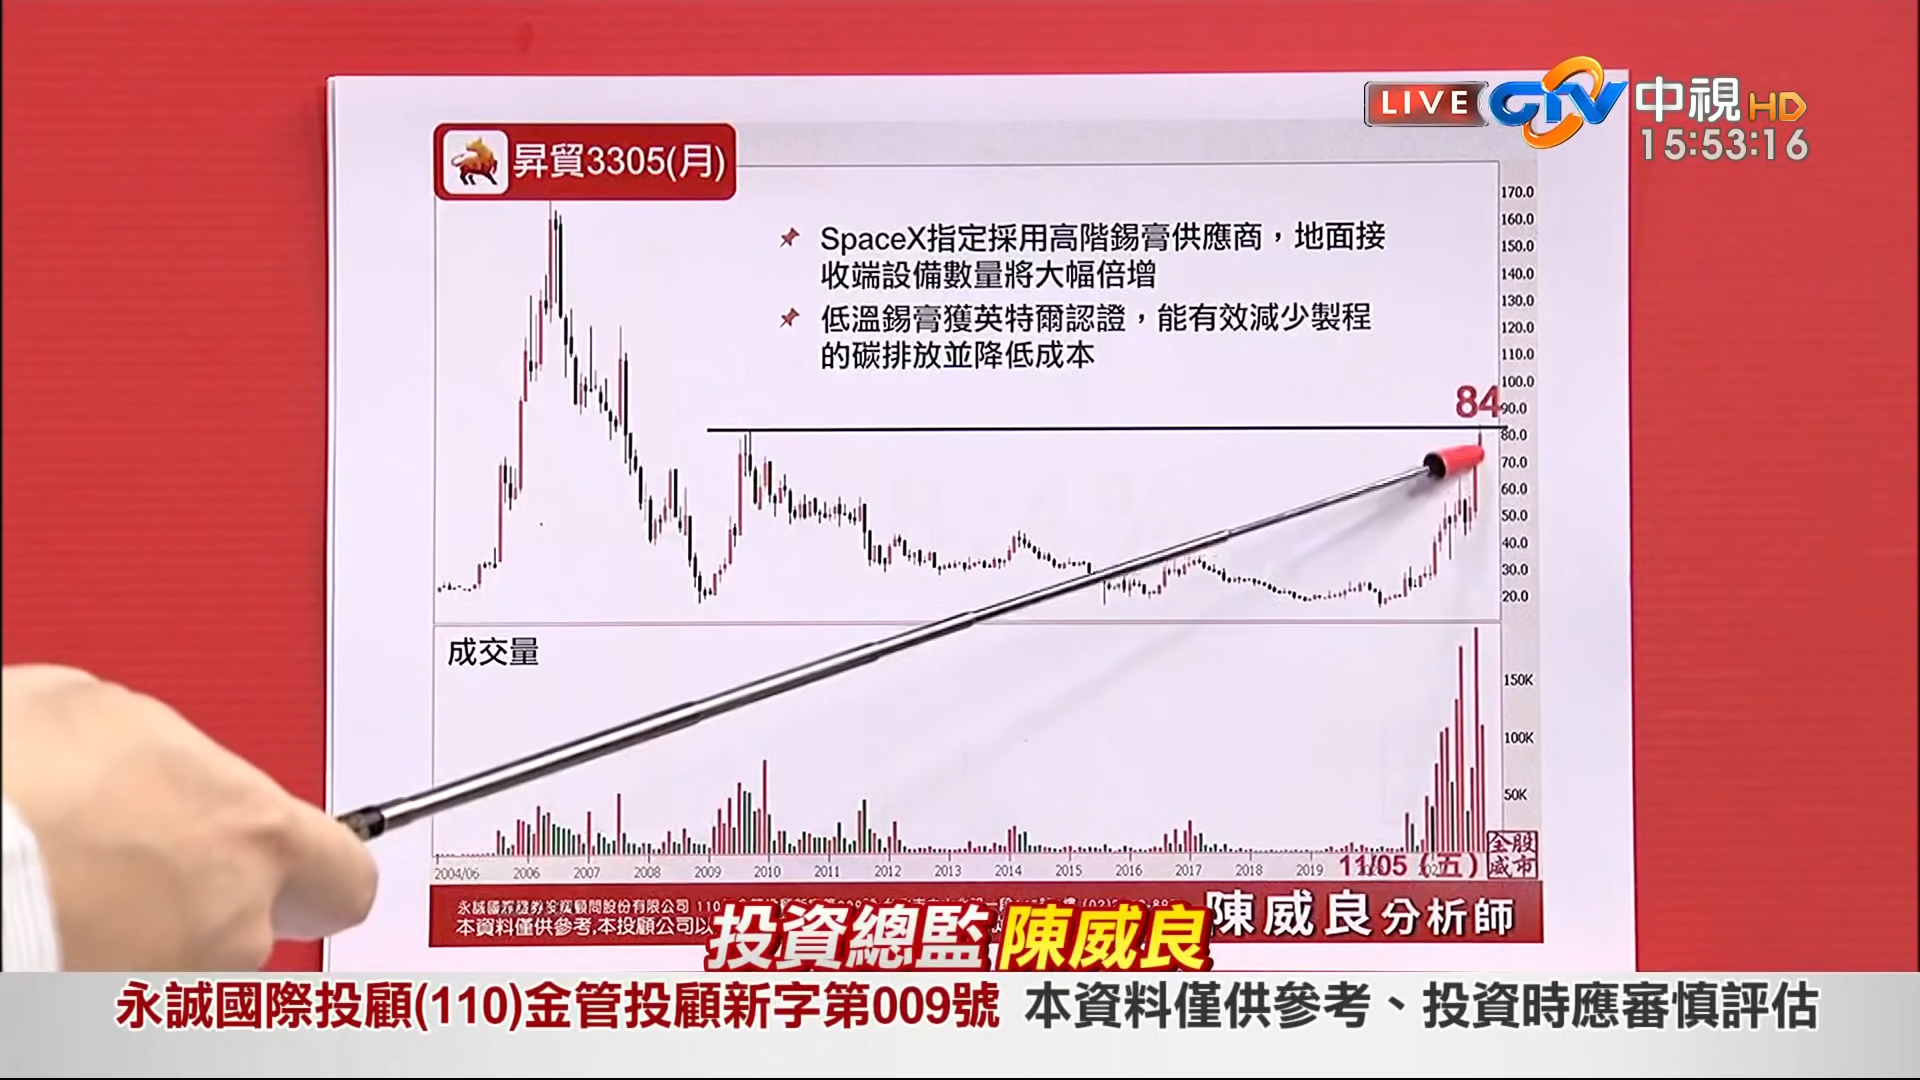 LIVE CTV 中視HD
15:53:16
昇貿3305(月)
SpaceX指定採用高階錫膏供應商，地面接
收端設備數量將大幅倍增
低溫錫膏獲英特爾認證，能有效減少製程
的碳排放並降低成本
170.0
160.0
150.0
140.0
130.0
120.0
110.0
100.0
84
90.0
80.0
70.0
60.0
50.0
40.0
30.0
20.0
成交量
150K
100K
50K
2004/06 2006 2007 2008 2009 2010 2011 2012 2013 2014 2015 2016 2017 2018 2019
11/05（五）
全股
威市
永誠國際證券投資顧問股份有限公司
本資料僅供參考,本投顧公司以
陳威良分析師
投資總監 陳威良
永誠國際投顧(110)金管投顧新字第009號 本資料僅供參考、投資時應審慎評估